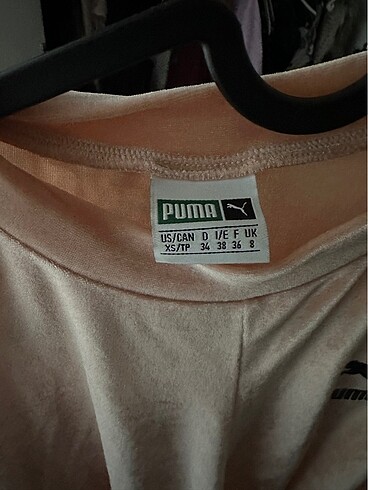 PUMA
US/CAN D I/E F UK
XS/TP 34 38 36 8